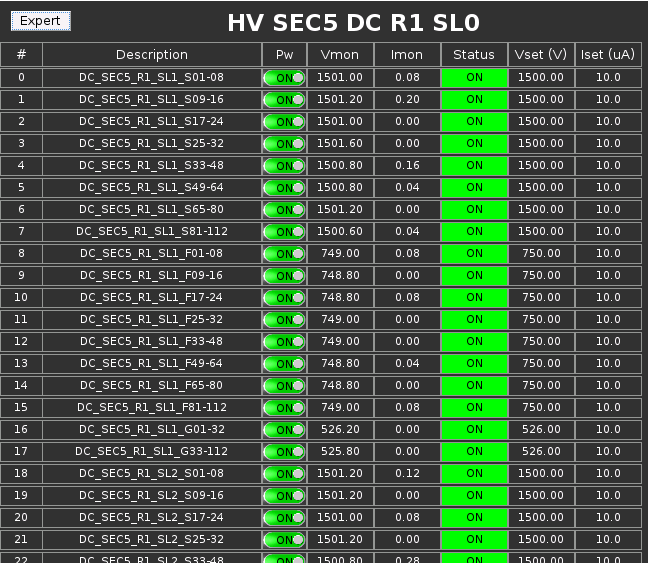 Expert HV SEC5 DC R1 SL0
# Description Pw Vmon Imon Status Vset (V) Iset (uA)
0 DC_SEC5_R1_SL1_S01-08 ON 1501.00 0.08 ON 1500.00 10.0
1 DC_SEC5_R1_SL1_S09-16 ON 1501.20 0.20 ON 1500.00 10.0
2 DC_SEC5_R1_SL1_S17-24 ON 1501.00 0.00 ON 1500.00 10.0
3 DC_SEC5_R1_SL1_S25-32 ON 1501.60 0.00 ON 1500.00 10.0
4 DC_SEC5_R1_SL1_S33-48 ON 1500.80 0.16 ON 1500.00 10.0
5 DC_SEC5_R1_SL1_S49-64 ON 1500.80 0.04 ON 1500.00 10.0
6 DC_SEC5_R1_SL1_S65-80 ON 1501.20 0.00 ON 1500.00 10.0
7 DC_SEC5_R1_SL1_S81-112 ON 1500.60 0.04 ON 1500.00 10.0
8 DC_SEC5_R1_SL1_F01-08 ON 749.00 0.08 ON 750.00 10.0
9 DC_SEC5_R1_SL1_F09-16 ON 748.80 0.00 ON 750.00 10.0
10 DC_SEC5_R1_SL1_F17-24 ON 748.80 0.08 ON 750.00 10.0
11 DC_SEC5_R1_SL1_F25-32 ON 749.00 0.00 ON 750.00 10.0
12 DC_SEC5_R1_SL1_F33-48 ON 749.00 0.00 ON 750.00 10.0
13 DC_SEC5_R1_SL1_F49-64 ON 748.80 0.04 ON 750.00 10.0
14 DC_SEC5_R1_SL1_F65-80 ON 748.80 0.00 ON 750.00 10.0
15 DC_SEC5_R1_SL1_F81-112 ON 749.00 0.08 ON 750.00 10.0
16 DC_SEC5_R1_SL1_G01-32 ON 526.20 0.00 ON 526.00 10.0
17 DC_SEC5_R1_SL1_G33-112 ON 525.80 0.00 ON 526.00 10.0
18 DC_SEC5_R1_SL2_S01-08 ON 1501.20 0.12 ON 1500.00 10.0
19 DC_SEC5_R1_SL2_S09-16 ON 1501.20 0.00 ON 1500.00 10.0
20 DC_SEC5_R1_SL2_S17-24 ON 1501.00 0.08 ON 1500.00 10.0
21 DC_SEC5_R1_SL2_S25-32 ON 1501.20 0.00 ON 1500.00 10.0
22 DC_SEC5_R1_SL2_S33-48 ON 1500.80 0.28 ON 1500.00 10.0